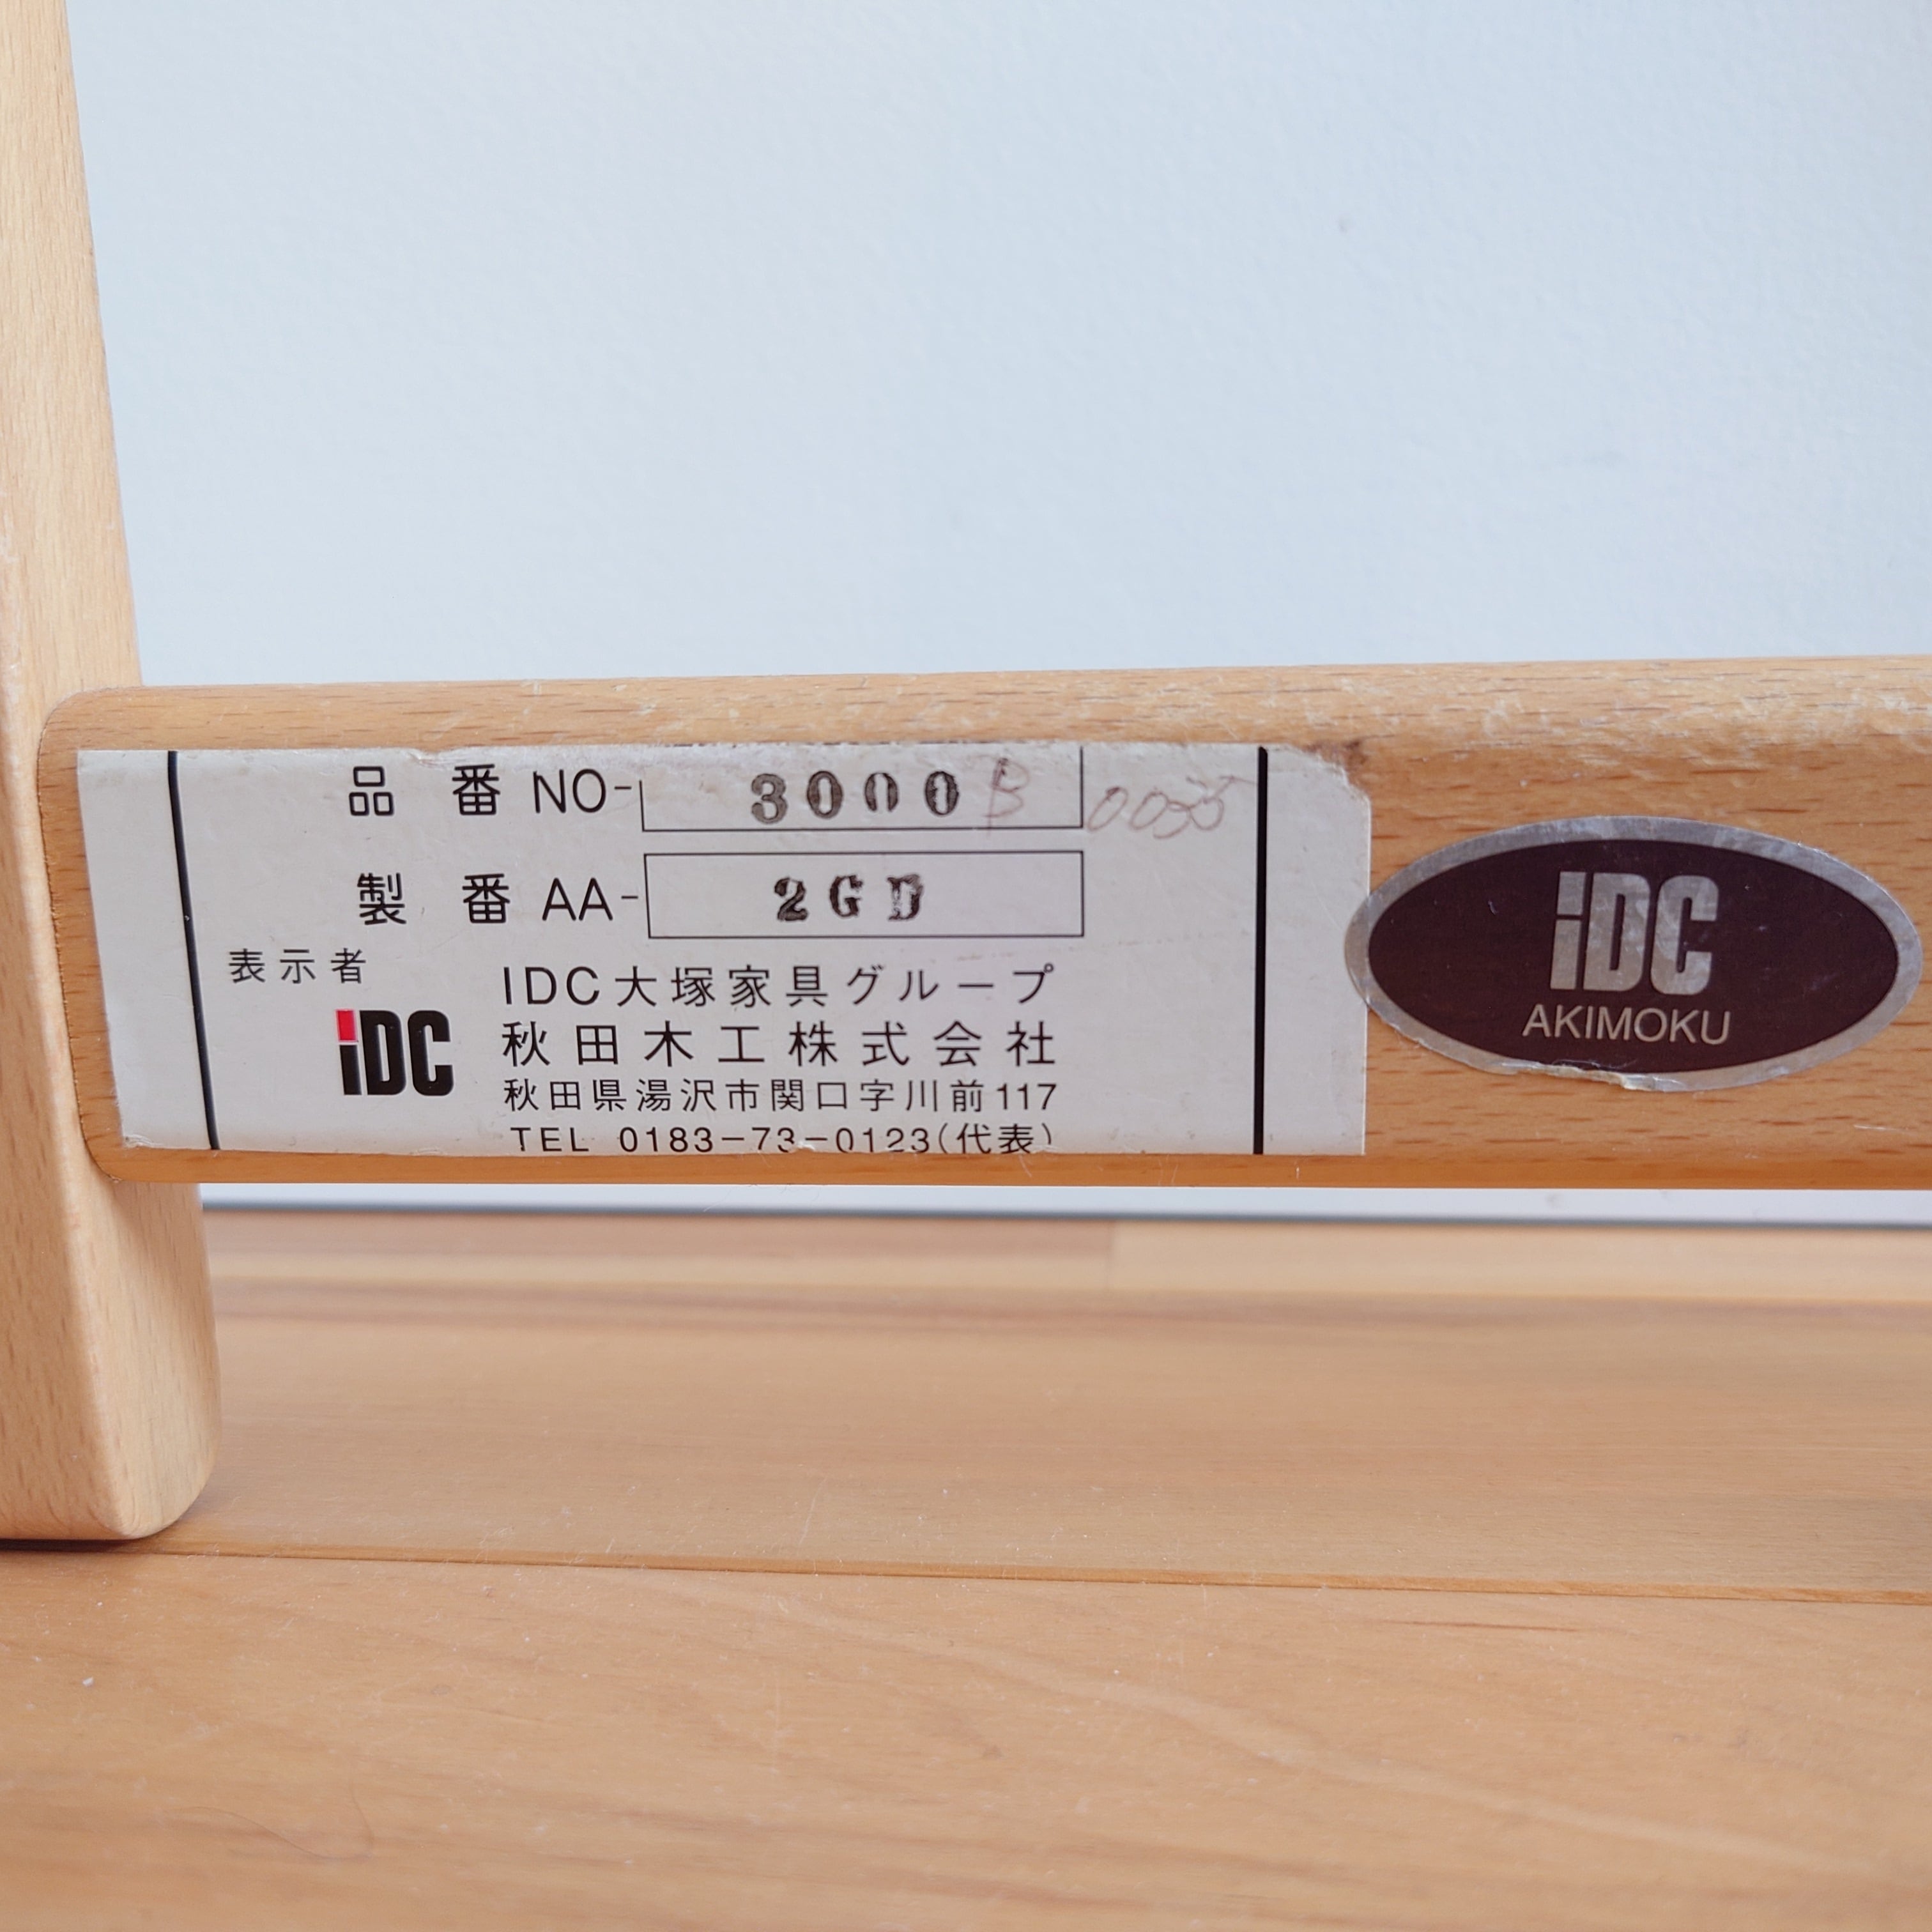 品番 NO- 3000 B 0055
製番 AA- 2GD
表示者
iDC
IDC大塚家具グループ
秋田木工株式会社
秋田県湯沢市関口字川前117
TEL 0183-73-0123(代表)
iDC
AKIMOKU